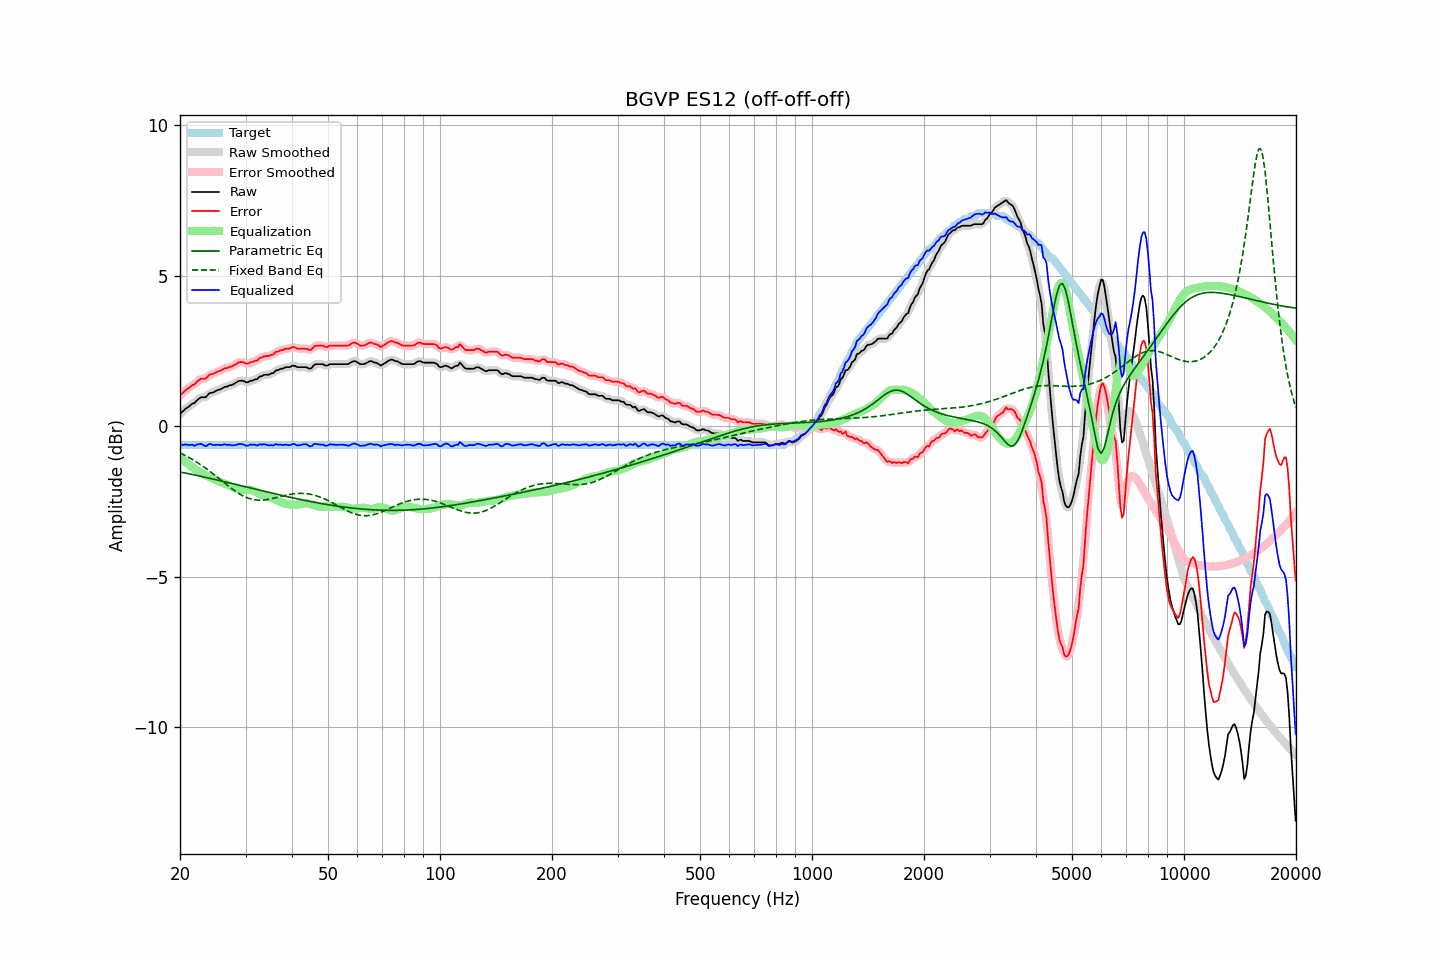 BGVP ES12 (off-off-off)
Target
Raw Smoothed
Error Smoothed
Raw
Error
Equalization
Parametric Eq
Fixed Band Eq
Equalized
10
5
0
−5
−10
Amplitude (dBr)
20
50
100
200
500
1000
2000
5000
10000
20000
Frequency (Hz)